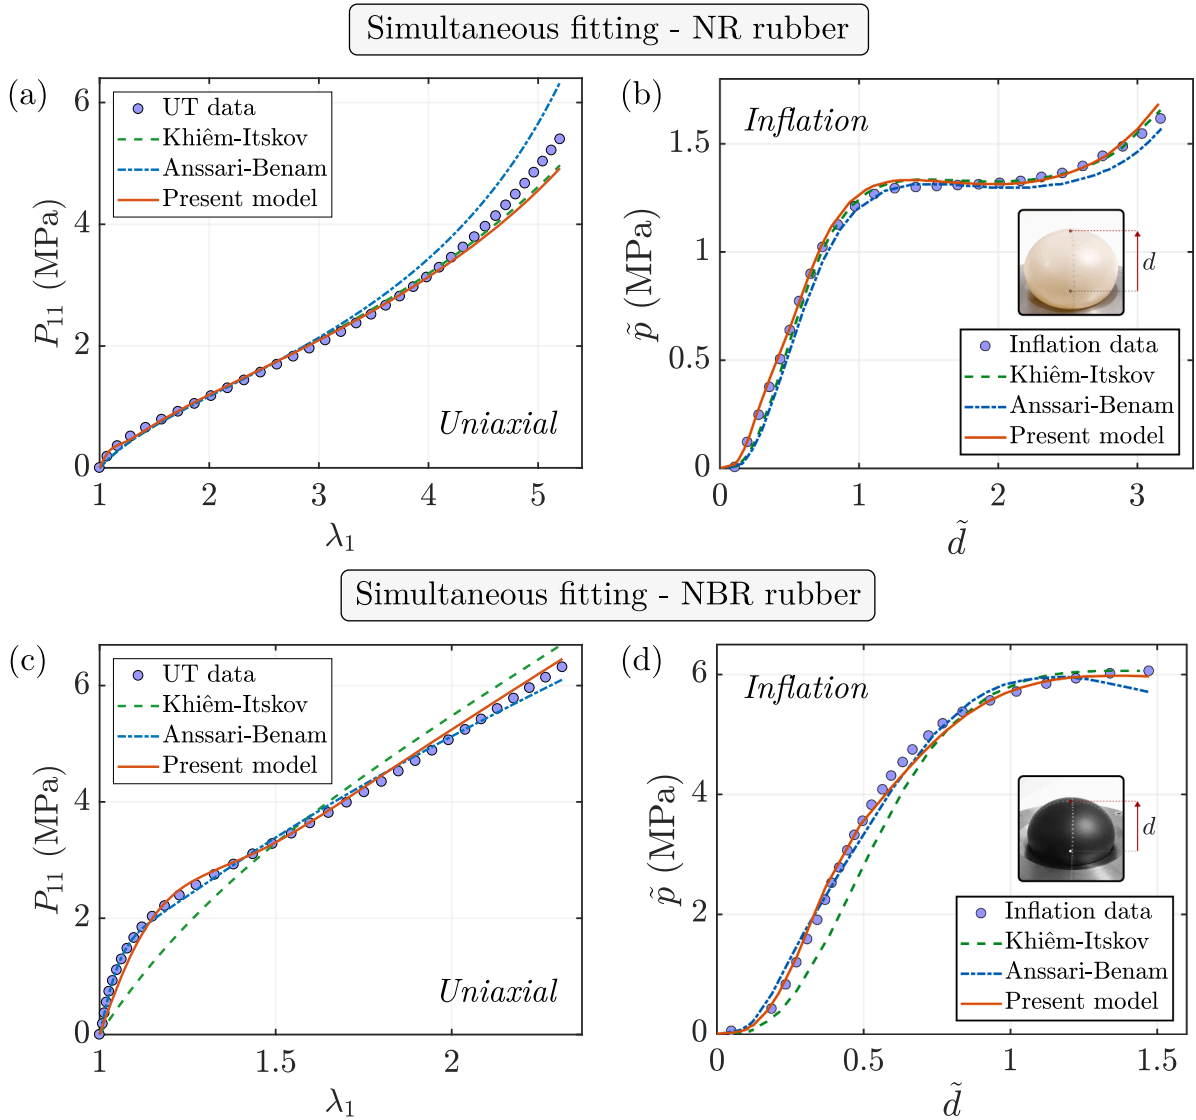 Simultaneous fitting - NR rubber
(a)
P11 (MPa)
6
4
2
0
UT data
Khiêm-Itskov
Anssari-Benam
Present model
Uniaxial
1
2
3
4
5
λ1
(b)
p̃ (MPa)
1.5
1
0.5
0
Inflation
d
Inflation data
Khiêm-Itskov
Anssari-Benam
Present model
0
1
2
3
d̃
Simultaneous fitting - NBR rubber
(c)
P11 (MPa)
6
4
2
0
UT data
Khiêm-Itskov
Anssari-Benam
Present model
Uniaxial
1
1.5
2
λ1
(d)
p̃ (MPa)
6
4
2
0
Inflation
d
Inflation data
Khiêm-Itskov
Anssari-Benam
Present model
0
0.5
1
1.5
d̃